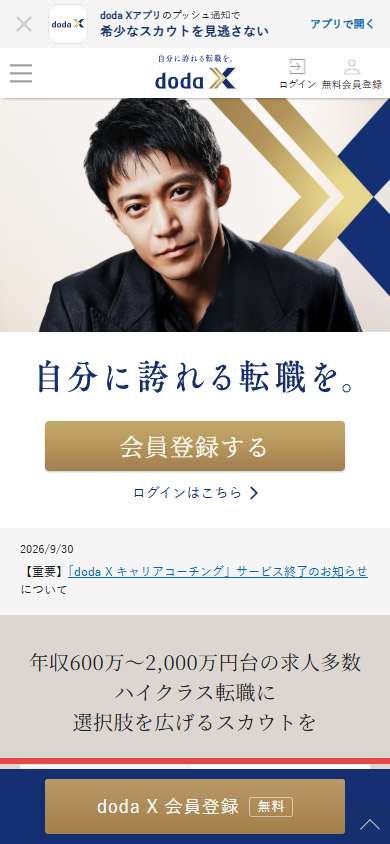 doda Xアプリのプッシュ通知で
希少なスカウトを見逃さない
アプリで開く
doda X
自分に誇れる転職を。
doda X
ログイン
無料会員登録
自分に誇れる転職を。
会員登録する
ログインはこちら
2026/9/30
【重要】「doda X キャリアコーチング」サービス終了のお知らせ
について
年収600万〜2,000万円台の求人多数
ハイクラス転職に
選択肢を広げるスカウトを
doda X 会員登録 無料